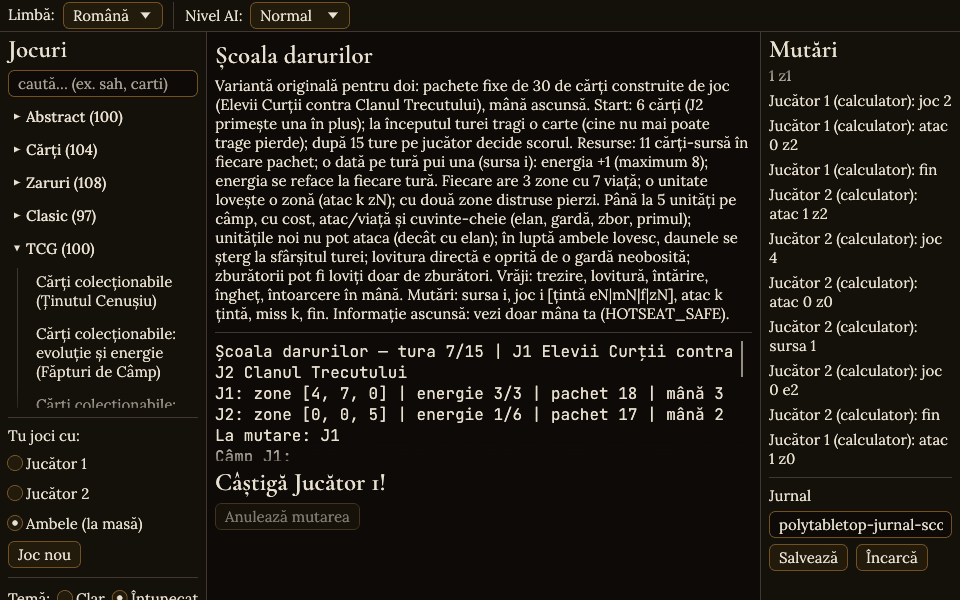 Limbă: Română ▼ Nivel AI: Normal ▼
Jocuri
caută... (ex. sah, carti)
▸ Abstract (100)
▸ Cărți (104)
▸ Zaruri (108)
▸ Clasic (97)
▾ TCG (100)
Cărți colecționabile
(Ținutul Cenușiu)
Cărți colecționabile:
evoluție și energie
(Făpturi de Câmp)
Cărți colecționabile:
Tu joci cu:
Jucător 1
Jucător 2
Ambele (la masă)
Joc nou
Temă: Clar Întunecat
Școala darurilor
Variantă originală pentru doi: pachete fixe de 30 de cărți construite de joc
(Elevii Curții contra Clanul Trecutului), mână ascunsă. Start: 6 cărți (J2
primește una în plus); la începutul turei tragi o carte (cine nu mai poate
trage pierde); după 15 ture pe jucător decide scorul. Resurse: 11 cărți-sursă în
fiecare pachet; o dată pe tură pui una (sursa i): energia +1 (maximum 8);
energia se reface la fiecare tură. Fiecare are 3 zone cu 7 viață; o unitate
lovește o zonă (atac k zN); cu două zone distruse pierzi. Până la 5 unități pe
câmp, cu cost, atac/viață și cuvinte-cheie (elan, gardă, zbor, primul);
unitățile noi nu pot ataca (decât cu elan); în luptă ambele lovesc, daunele se
șterg la sfârșitul turei; lovitura directă e oprită de o gardă neobosită;
zburătorii pot fi loviți doar de zburători. Vrăji: trezire, lovitură, întărire,
îngheț, întoarcere în mână. Mutări: sursa i, joc i [țintă eN|mN|f|zN], atac k
țintă, miss k, fin. Informație ascunsă: vezi doar mâna ta (HOTSEAT_SAFE).
Școala darurilor — tura 7/15 | J1 Elevii Curții contra
J2 Clanul Trecutului
J1: zone [4, 7, 0] | energie 3/3 | pachet 18 | mână 3
J2: zone [0, 0, 5] | energie 1/6 | pachet 17 | mână 2
La mutare: J1
Câmp J1:
Câștigă Jucător 1!
Anulează mutarea
Mutări
1 z1
Jucător 1 (calculator): joc 2
Jucător 1 (calculator): atac
0 z2
Jucător 1 (calculator): fin
Jucător 2 (calculator):
atac 1 z2
Jucător 2 (calculator): joc
4
Jucător 2 (calculator):
atac 0 z0
Jucător 2 (calculator):
sursa 1
Jucător 2 (calculator): joc
0 e2
Jucător 2 (calculator): fin
Jucător 1 (calculator): atac
1 z0
Jurnal
polytabletop-jurnal-sco
Salvează Încarcă